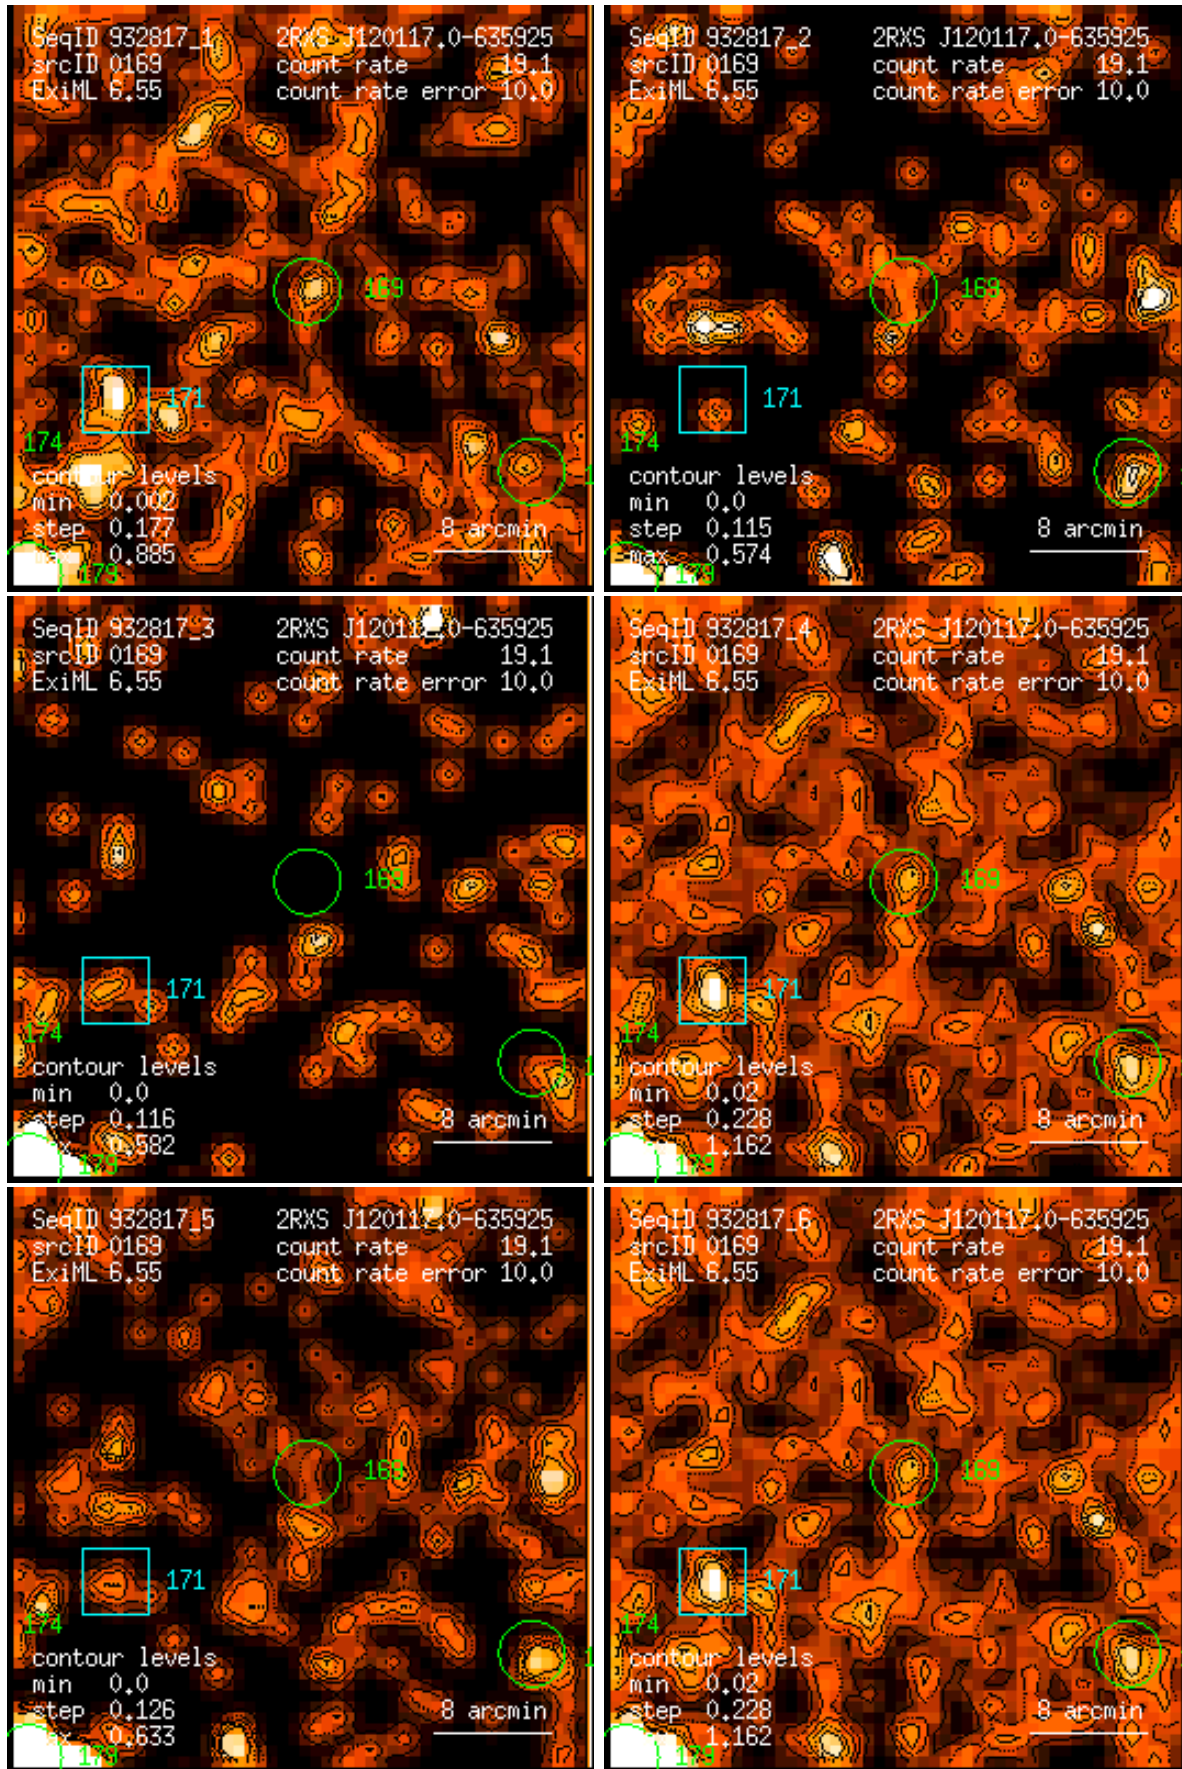 SeqID 932817_1 2RXS J120117.0-635925
srcID 0169 count rate 19.1
ExiML 6.55 count rate error 10.0
169
171
174
contour levels
min 0.002
step 0.177
max 0.885
8 arcmin
179
SeqID 932817_2 2RXS J120117.0-635925
srcID 0169 count rate 19.1
ExiML 6.55 count rate error 10.0
169
171
174
contour levels
min 0.0
step 0.115
max 0.574
8 arcmin
179
SeqID 932817_3 2RXS J120117.0-635925
srcID 0169 count rate 19.1
ExiML 6.55 count rate error 10.0
169
171
174
contour levels
min 0.0
step 0.116
0.582
8 arcmin
179
SeqID 932817_4 2RXS J120117.0-635925
srcID 0169 count rate 19.1
ExiML 6.55 count rate error 10.0
169
171
174
contour levels
min 0.02
step 0.228
1.162
8 arcmin
179
SeqID 932817_5 2RXS J120117.0-635925
srcID 0169 count rate 19.1
ExiML 6.55 count rate error 10.0
169
171
174
contour levels
min 0.0
step 0.126
0.633
8 arcmin
179
SeqID 932817_6 2RXS J120117.0-635925
srcID 0169 count rate 19.1
ExiML 6.55 count rate error 10.0
169
171
174
contour levels
min 0.02
step 0.228
1.162
8 arcmin
179